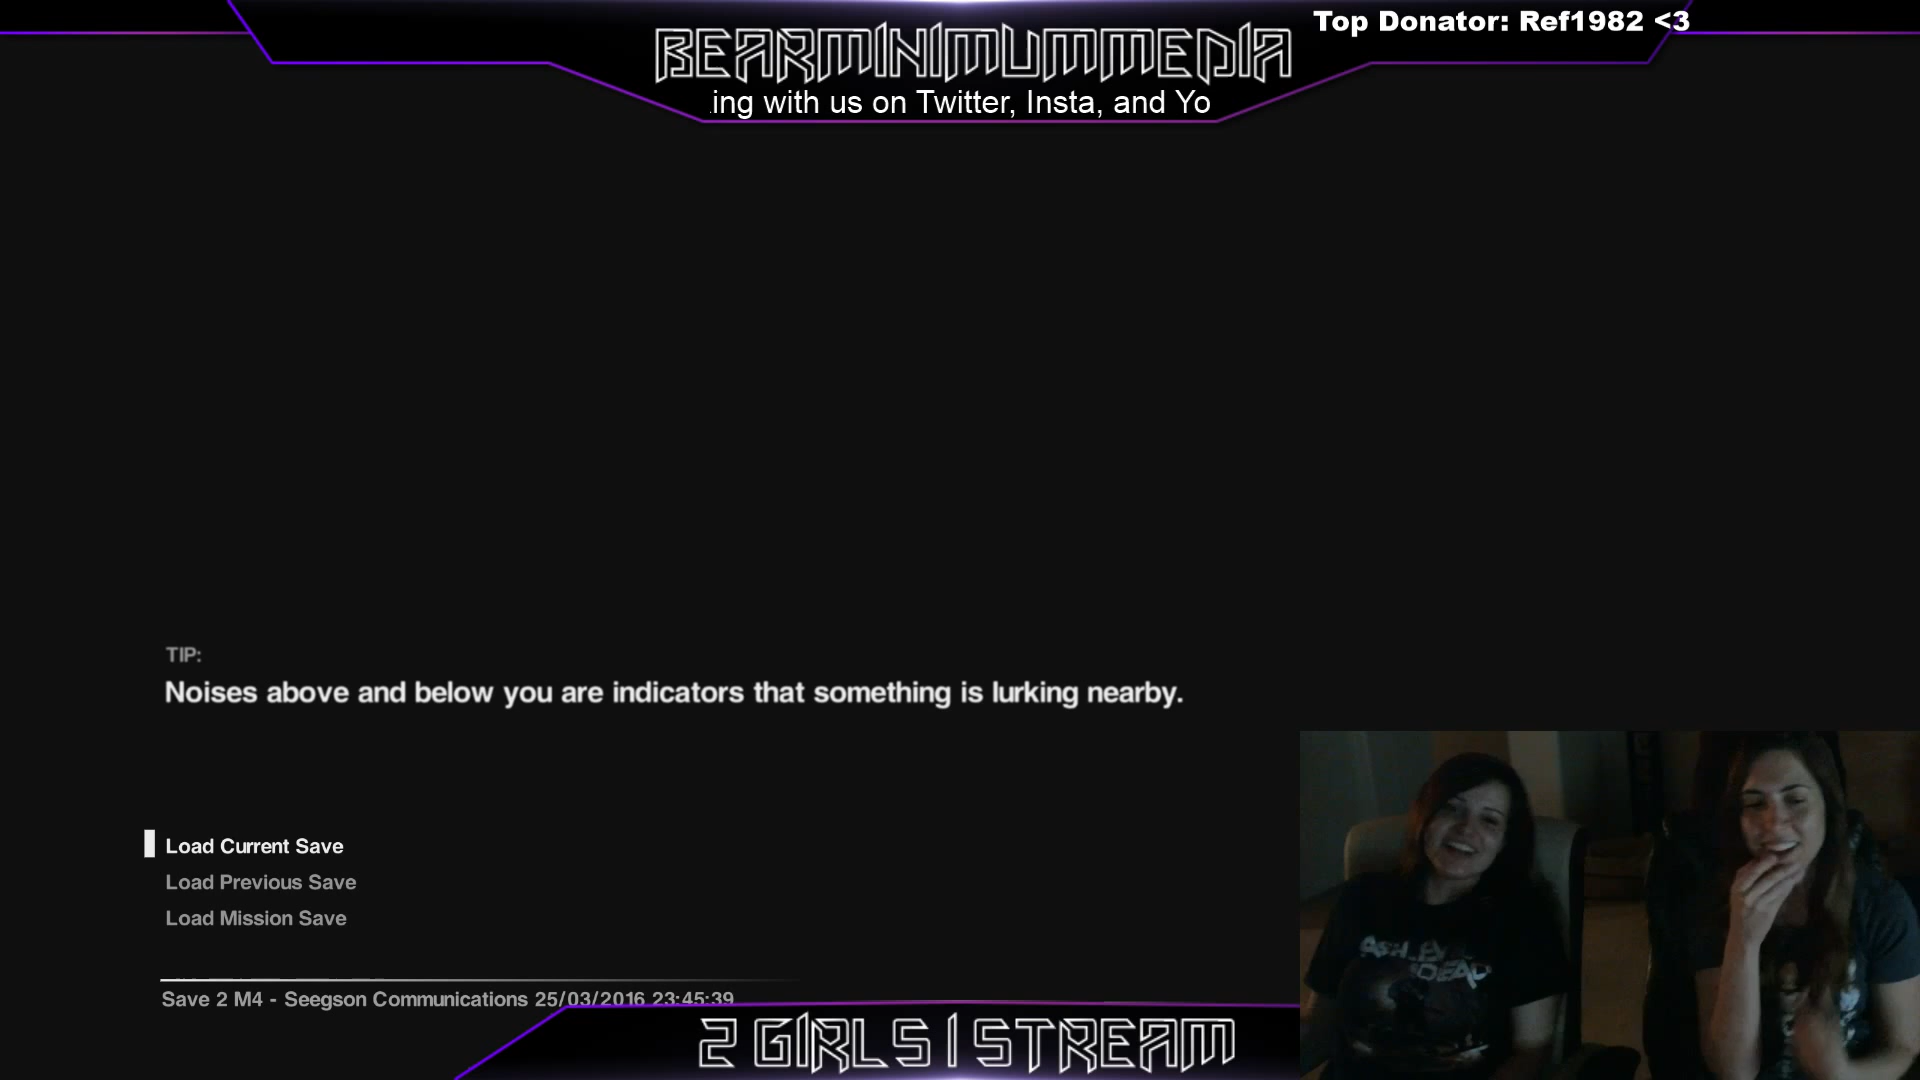 Top Donator: Ref1982 <3
BEARMINIMUMMEDIA
ing with us on Twitter, Insta, and Yo
TIP:
Noises above and below you are indicators that something is lurking nearby.
Load Current Save
Load Previous Save
Load Mission Save
Save 2 M4 - Seegson Communications 25/03/2016 23:45:39
ASHLEY
DEAD
2 GIRLS 1 STREAM